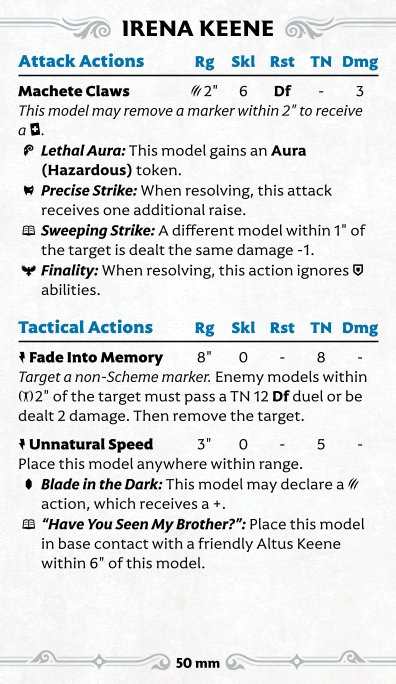 IRENA KEENE
Attack Actions Rg Skl Rst TN Dmg
Machete Claws 2" 6 Df - 3
This model may remove a marker within 2" to receive
a .
Lethal Aura: This model gains an Aura
(Hazardous) token.
Precise Strike: When resolving, this attack
receives one additional raise.
Sweeping Strike: A different model within 1" of
the target is dealt the same damage -1.
Finality: When resolving, this action ignores
abilities.
Tactical Actions Rg Skl Rst TN Dmg
Fade Into Memory 8" 0 - 8 -
Target a non-Scheme marker. Enemy models within
2" of the target must pass a TN 12 Df duel or be
dealt 2 damage. Then remove the target.
Unnatural Speed 3" 0 - 5 -
Place this model anywhere within range.
Blade in the Dark: This model may declare a
action, which receives a +.
“Have You Seen My Brother?”: Place this model
in base contact with a friendly Altus Keene
within 6" of this model.
50 mm